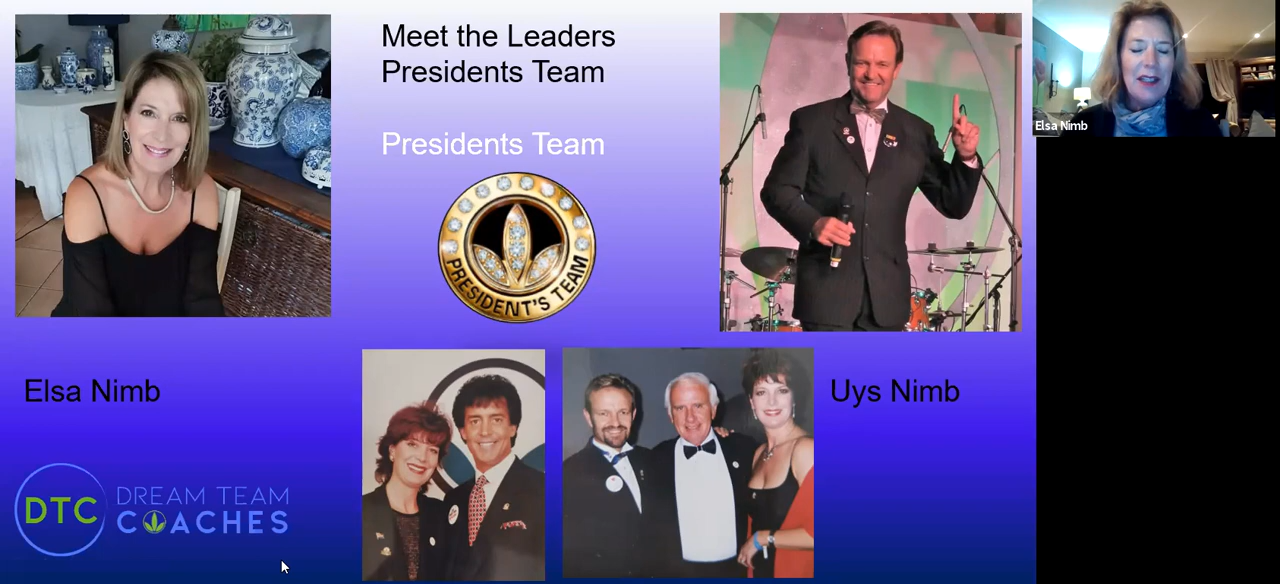 Meet the Leaders
Presidents Team
Presidents Team
PRESIDENT'S TEAM
Elsa Nimb
Uys Nimb
DTC
DREAM TEAM
COACHES
Elsa Nimb